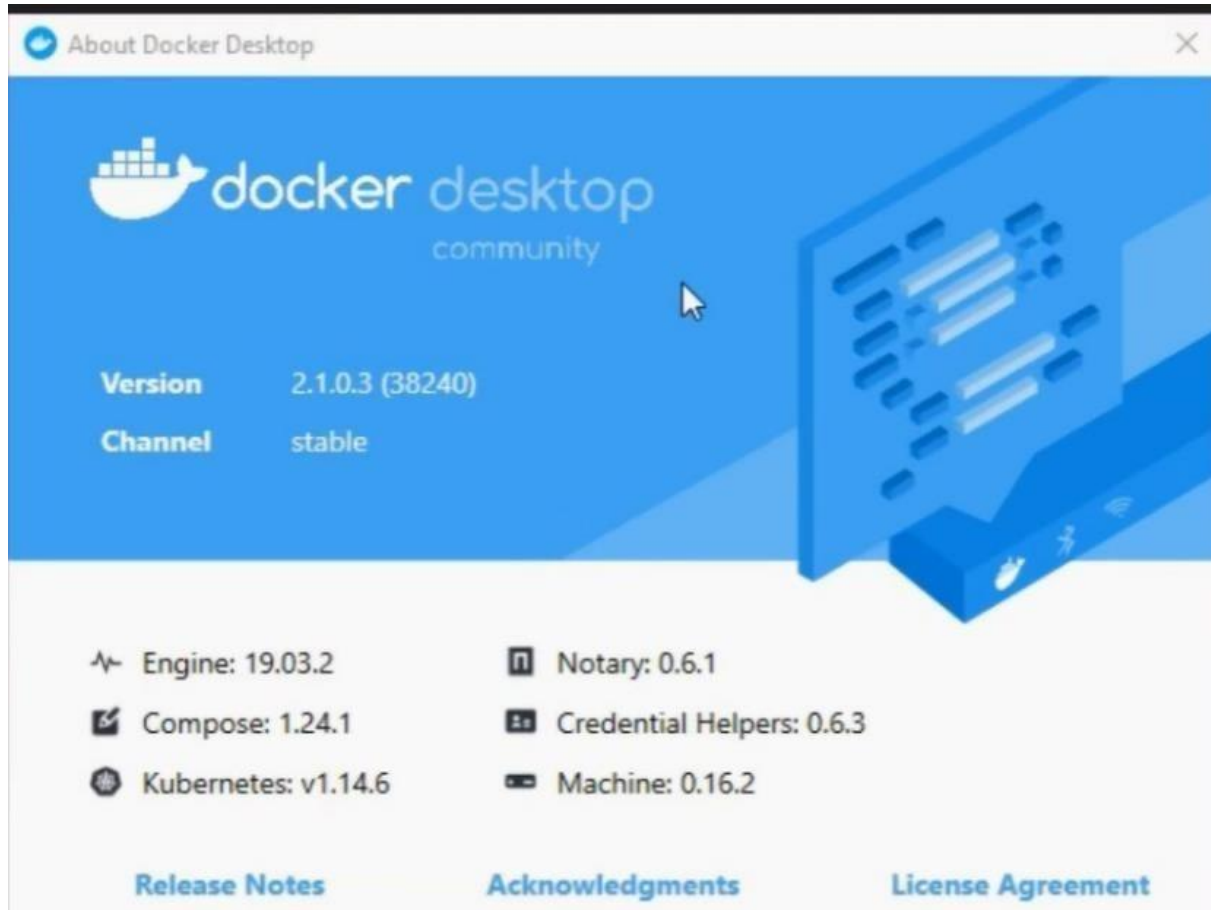 About Docker Desktop
docker desktop
community
Version 2.1.0.3 (38240)
Channel stable
Engine: 19.03.2
Notary: 0.6.1
Compose: 1.24.1
Credential Helpers: 0.6.3
Kubernetes: v1.14.6
Machine: 0.16.2
Release Notes
Acknowledgments
License Agreement